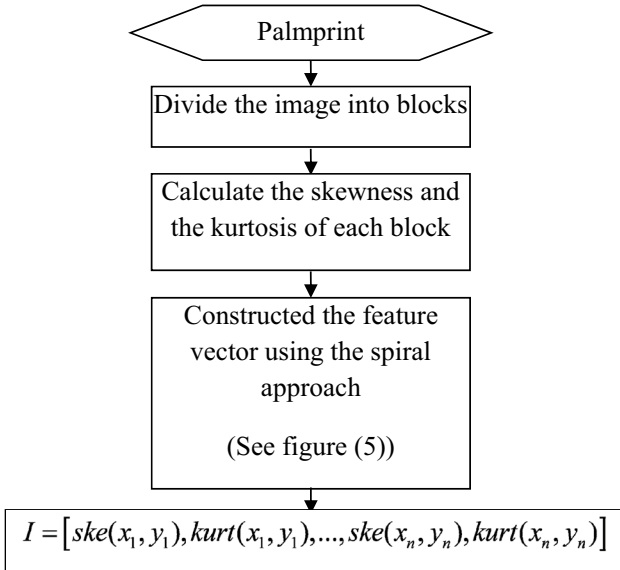 Palmprint
Divide the image into blocks
Calculate the skewness and
the kurtosis of each block
Constructed the feature
vector using the spiral
approach
(See figure (5))
I = [ske(x₁, y₁), kurt(x₁, y₁),..., ske(xₙ, yₙ), kurt(xₙ, yₙ)]